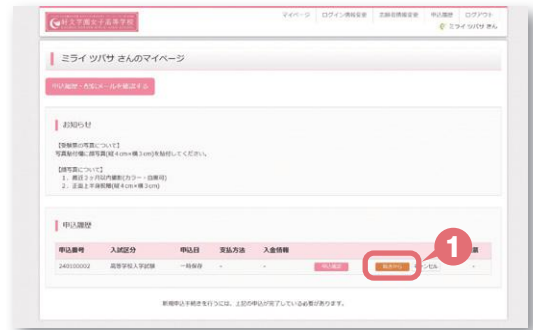 マイページ ログイン情報変更 志願者情報変更 申込履歴 ログアウト
ミライ ツバサ さん
ミライ ツバサ さんのマイページ
申込履歴・配信メールを確認する
お知らせ
【受験票の写真について】
写真貼付欄に顔写真(縦4cm×横3cm)を貼付してください。
【顔写真について】
1. 最近3ヶ月以内撮影(カラー・白黒可)
2. 正面上半身脱帽(縦4cm×横3cm)
申込履歴
申込番号 入試区分 申込日 支払方法 入金情報 票
240100002 高等学校入学試験 一時保存 - - 申込確認 続きから キャンセル -
1
新規申込手続きを行うには、上記の申込が完了している必要があります。